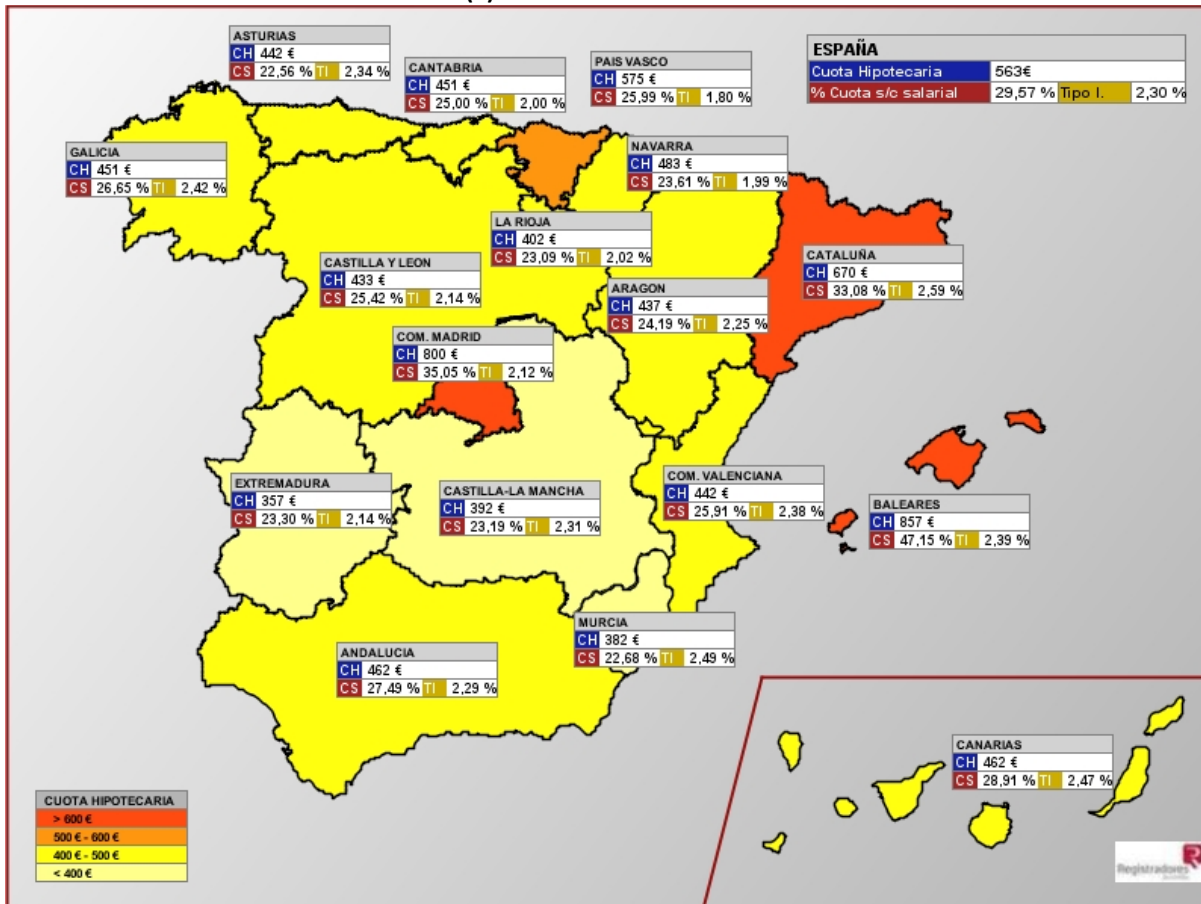 ASTURIAS
CH 442 €
CS 22,56 % TI 2,34 %
CANTABRIA
CH 451 €
CS 25,00 % TI 2,00 %
PAIS VASCO
CH 575 €
CS 25,99 % TI 1,80 %
ESPAÑA
Cuota Hipotecaria 563€
% Cuota s/c salarial 29,57 % Tipo I. 2,30 %
GALICIA
CH 451 €
CS 26,65 % TI 2,42 %
NAVARRA
CH 483 €
CS 23,61 % TI 1,99 %
LA RIOJA
CH 402 €
CS 23,09 % TI 2,02 %
CASTILLA Y LEON
CH 433 €
CS 25,42 % TI 2,14 %
CATALUÑA
CH 670 €
CS 33,08 % TI 2,59 %
ARAGON
CH 437 €
CS 24,19 % TI 2,25 %
COM. MADRID
CH 800 €
CS 35,05 % TI 2,12 %
EXTREMADURA
CH 357 €
CS 23,30 % TI 2,14 %
CASTILLA-LA MANCHA
CH 392 €
CS 23,19 % TI 2,31 %
COM. VALENCIANA
CH 442 €
CS 25,91 % TI 2,38 %
BALEARES
CH 857 €
CS 47,15 % TI 2,39 %
MURCIA
CH 382 €
CS 22,68 % TI 2,49 %
ANDALUCIA
CH 462 €
CS 27,49 % TI 2,29 %
CANARIAS
CH 462 €
CS 28,91 % TI 2,47 %
CUOTA HIPOTECARIA
> 600 €
500 € - 600 €
400 € - 500 €
< 400 €
Registradores